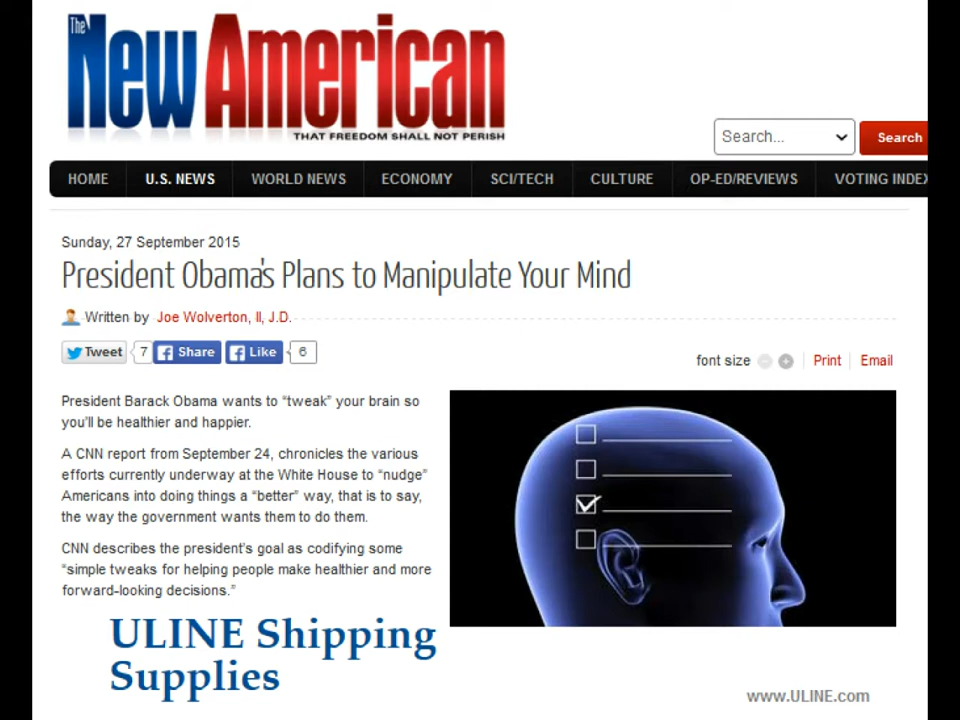 The
New American
THAT FREEDOM SHALL NOT PERISH
Search...
Search
HOME U.S. NEWS WORLD NEWS ECONOMY SCI/TECH CULTURE OP-ED/REVIEWS VOTING INDEX
Sunday, 27 September 2015
President Obama's Plans to Manipulate Your Mind
Written by Joe Wolverton, II, J.D.
Tweet 7 Share Like 6
font size Print Email
President Barack Obama wants to “tweak” your brain so
you’ll be healthier and happier.
A CNN report from September 24, chronicles the various
efforts currently underway at the White House to “nudge”
Americans into doing things a “better” way, that is to say,
the way the government wants them to do them.
CNN describes the president’s goal as codifying some
“simple tweaks for helping people make healthier and more
forward-looking decisions.”
ULINE Shipping
Supplies
www.ULINE.com